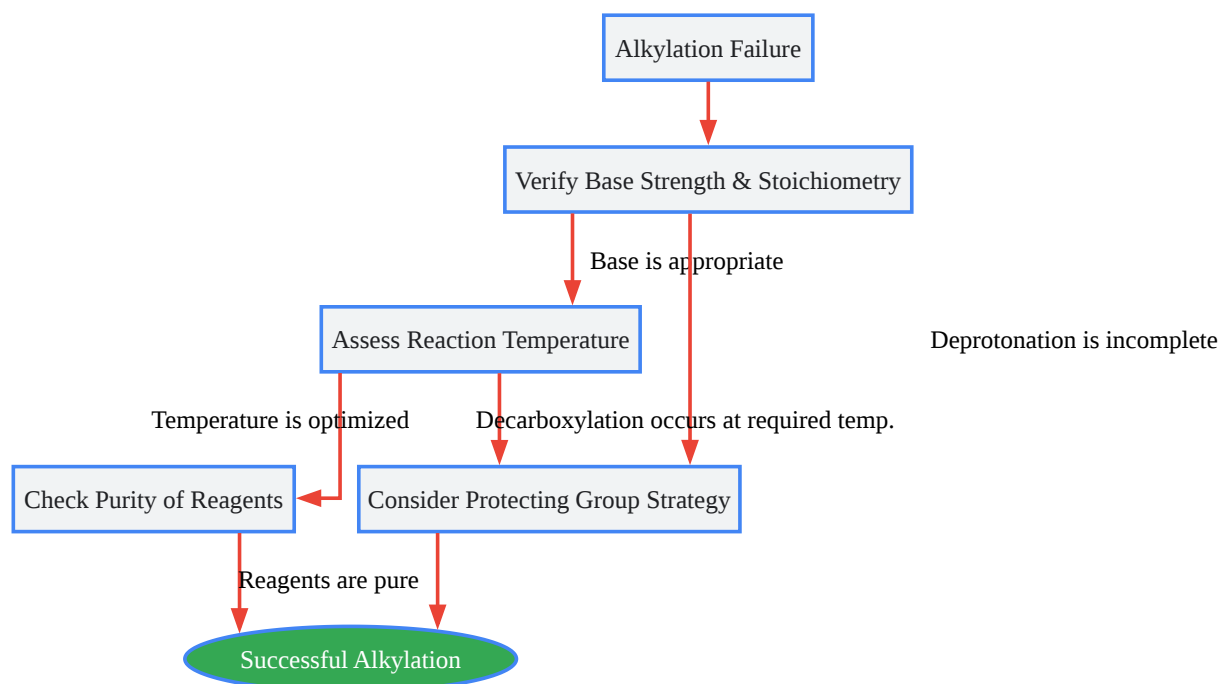 Alkylation Failure
Verify Base Strength & Stoichiometry
Base is appropriate
Assess Reaction Temperature
Deprotonation is incomplete
Temperature is optimized
Decarboxylation occurs at required temp.
Check Purity of Reagents
Consider Protecting Group Strategy
Reagents are pure
Successful Alkylation